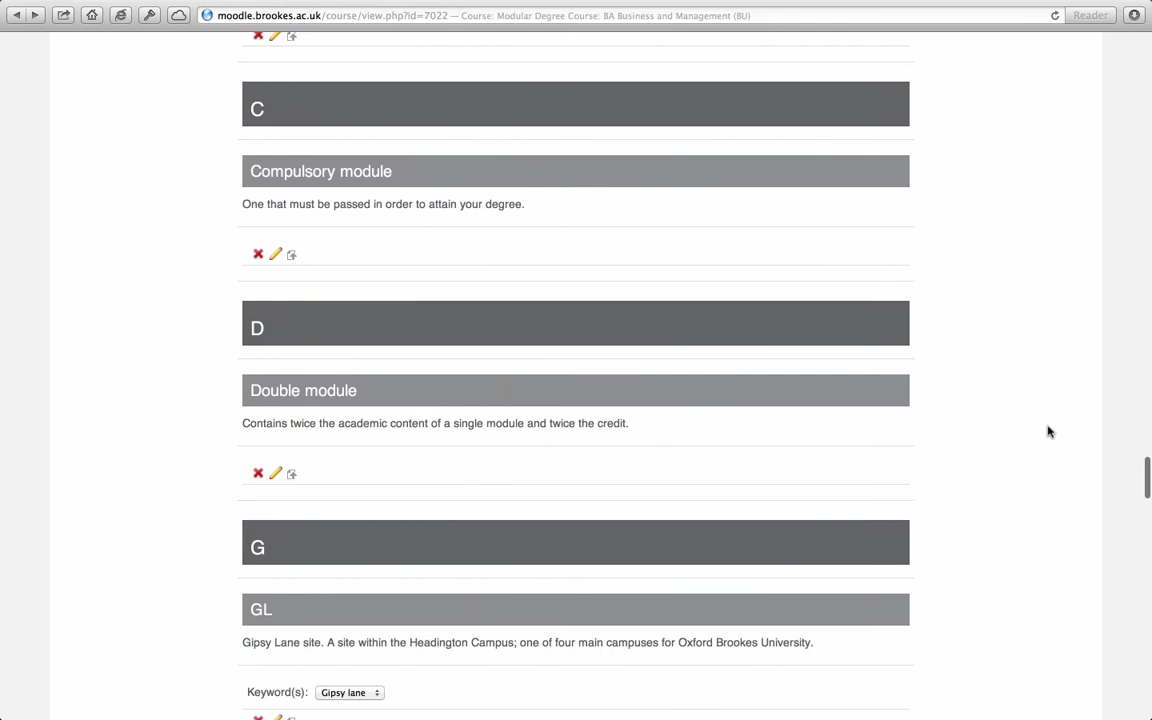 moodle.brookes.ac.uk/course/view.php?id=7022 — Course: Modular Degree Course: BA Business and Management (BU)
Reader
C
Compulsory module
One that must be passed in order to attain your degree.
D
Double module
Contains twice the academic content of a single module and twice the credit.
G
GL
Gipsy Lane site. A site within the Headington Campus; one of four main campuses for Oxford Brookes University.
Keyword(s): Gipsy lane